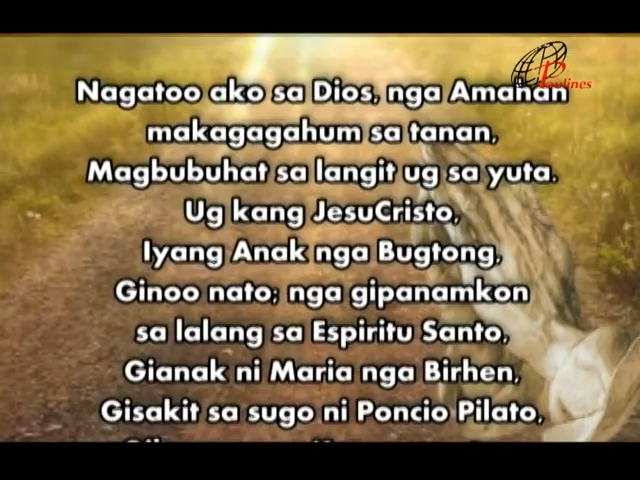 Paulines
Nagatoo ako sa Dios, nga Amahan
makagagahum sa tanan,
Magbubuhat sa langit ug sa yuta.
Ug kang JesuCristo,
Iyang Anak nga Bugtong,
Ginoo nato; nga gipanamkon
sa lalang sa Espiritu Santo,
Gianak ni Maria nga Birhen,
Gisakit sa sugo ni Poncio Pilato,